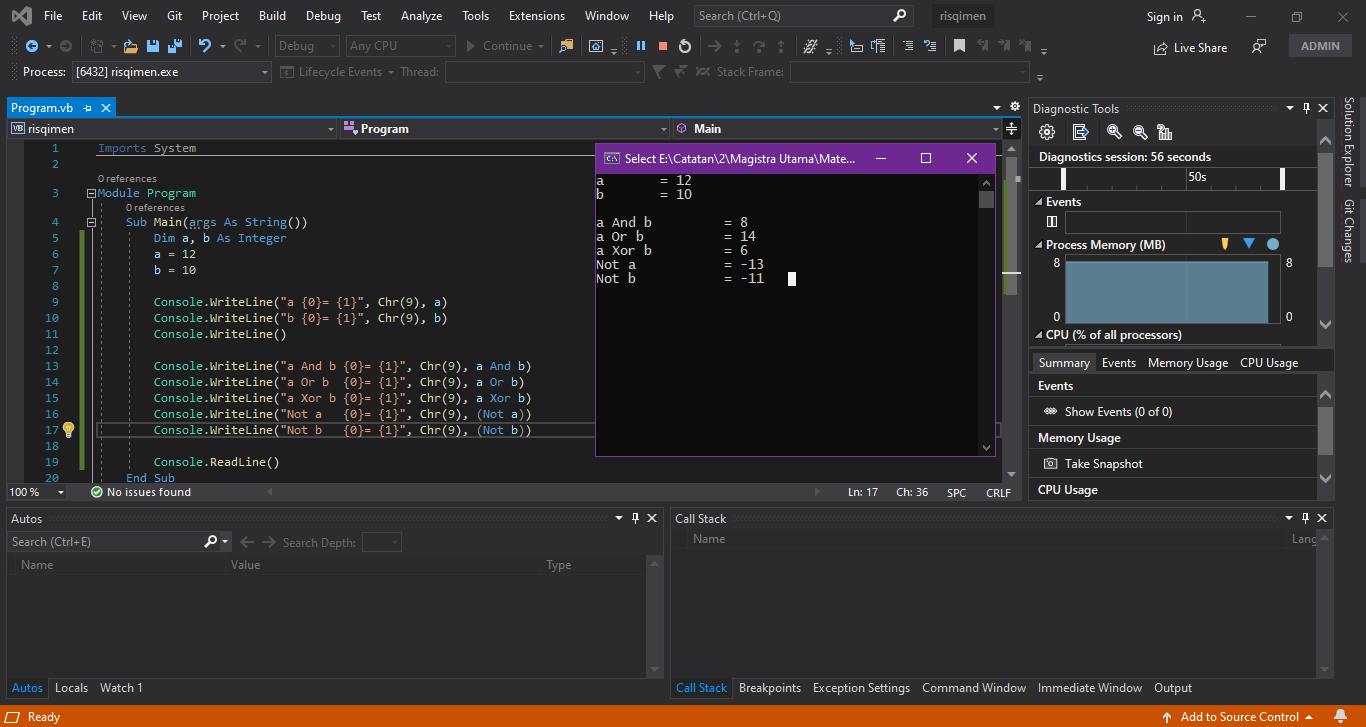 File Edit View Git Project Build Debug Test Analyze Tools Extensions Window Help Search (Ctrl+Q) risqimen Sign in
Debug Any CPU Continue Live Share ADMIN
Process: [6432] risqimen.exe Lifecycle Events Thread: Stack Frame:
Program.vb
VB risqimen Program Main
1 Imports System
2
0 references
3 Module Program
0 references
4 Sub Main(args As String())
5 Dim a, b As Integer
6 a = 12
7 b = 10
8
9 Console.WriteLine("a {0}= {1}", Chr(9), a)
10 Console.WriteLine("b {0}= {1}", Chr(9), b)
11 Console.WriteLine()
12
13 Console.WriteLine("a And b {0}= {1}", Chr(9), a And b)
14 Console.WriteLine("a Or b  {0}= {1}", Chr(9), a Or b)
15 Console.WriteLine("a Xor b {0}= {1}", Chr(9), a Xor b)
16 Console.WriteLine("Not a   {0}= {1}", Chr(9), (Not a))
17 Console.WriteLine("Not b   {0}= {1}", Chr(9), (Not b))
18
19 Console.ReadLine()
20 End Sub
100 % No issues found Ln: 17 Ch: 36 SPC CRLF
C:\ Select E:\Catatan\2\Magistra Utama\Mate...
a = 12
b = 10
a And b = 8
a Or b = 14
a Xor b = 6
Not a = -13
Not b = -11
Diagnostic Tools
Diagnostics session: 56 seconds
50s
Events
Process Memory (MB)
8 8
0 0
CPU (% of all processors)
Summary Events Memory Usage CPU Usage
Events
Show Events (0 of 0)
Memory Usage
Take Snapshot
CPU Usage
Solution Explorer
Git Changes
Autos
Search (Ctrl+E) Search Depth:
Name Value Type
Autos Locals Watch 1
Call Stack
Name Lang
Call Stack Breakpoints Exception Settings Command Window Immediate Window Output
Ready Add to Source Control